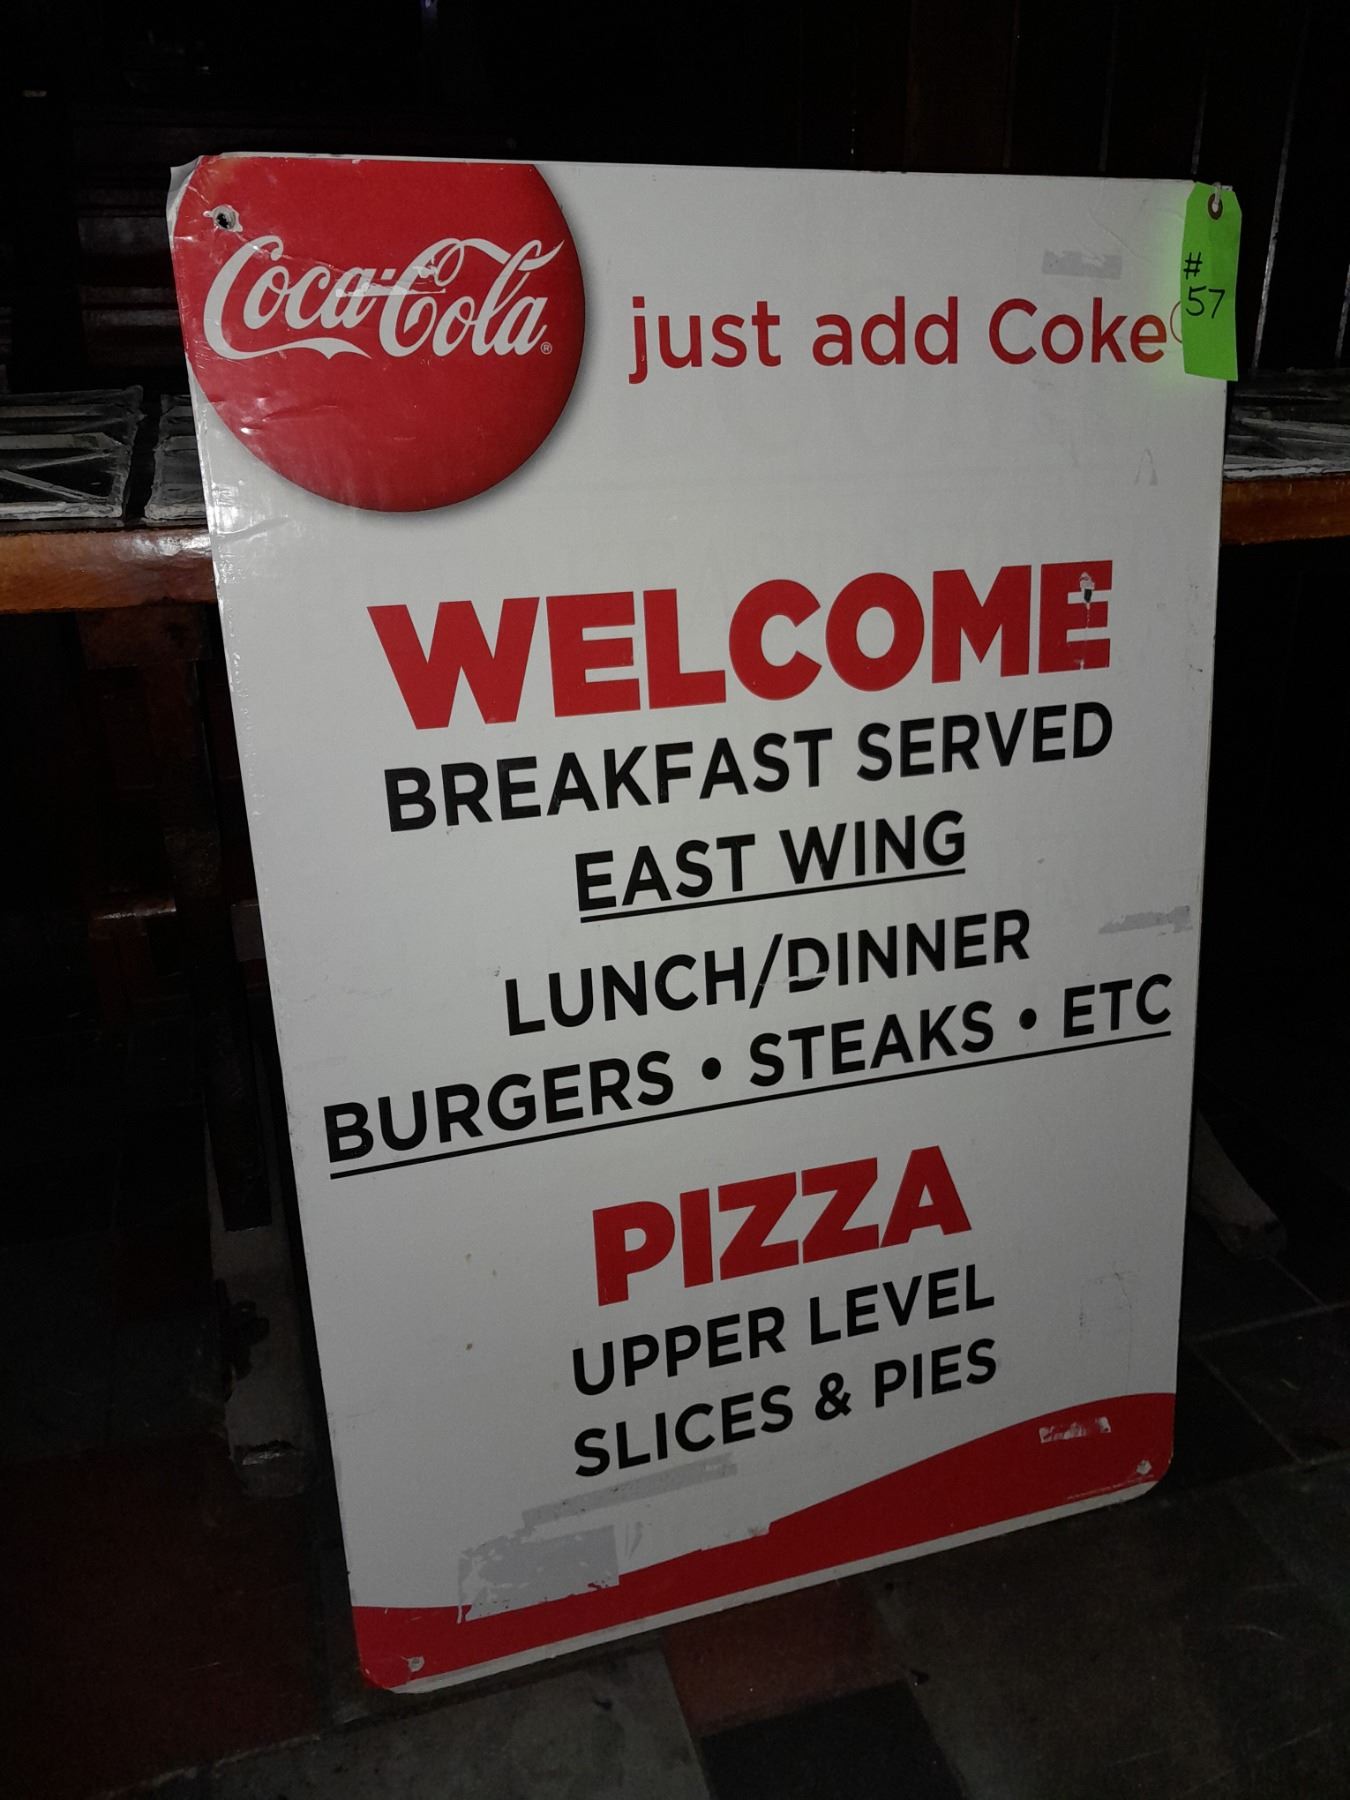 Coca-Cola®
just add Coke
#
57
WELCOME
BREAKFAST SERVED
EAST WING
LUNCH/DINNER
BURGERS • STEAKS • ETC
PIZZA
UPPER LEVEL
SLICES & PIES